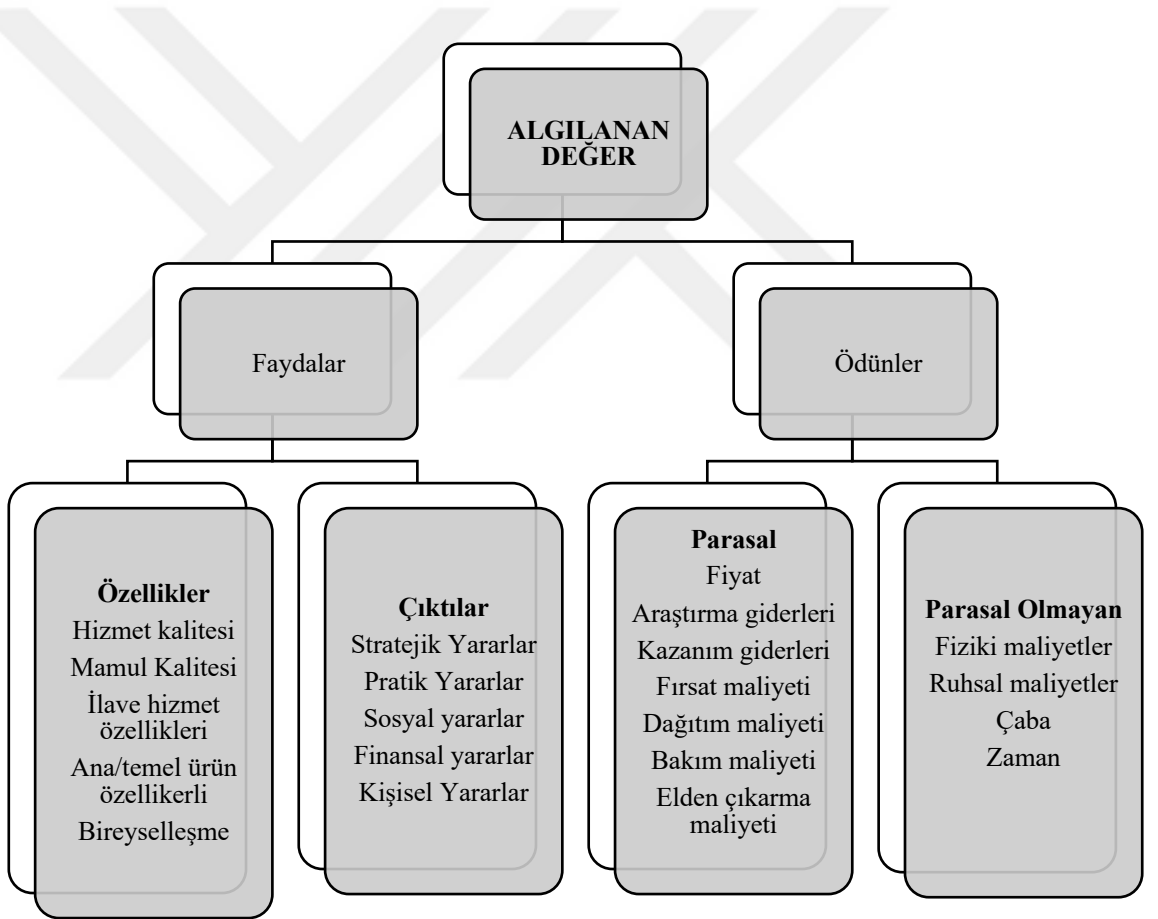 ALGILANAN
DEĞER
Faydalar
Ödünler
Özellikler
Hizmet kalitesi
Mamul Kalitesi
İlave hizmet
özellikleri
Ana/temel ürün
özellikerli
Bireyselleşme
Çıktılar
Stratejik Yararlar
Pratik Yararlar
Sosyal yararlar
Finansal yararlar
Kişisel Yararlar
Parasal
Fiyat
Araştırma giderleri
Kazanım giderleri
Fırsat maliyeti
Dağıtım maliyeti
Bakım maliyeti
Elden çıkarma
maliyeti
Parasal Olmayan
Fiziki maliyetler
Ruhsal maliyetler
Çaba
Zaman